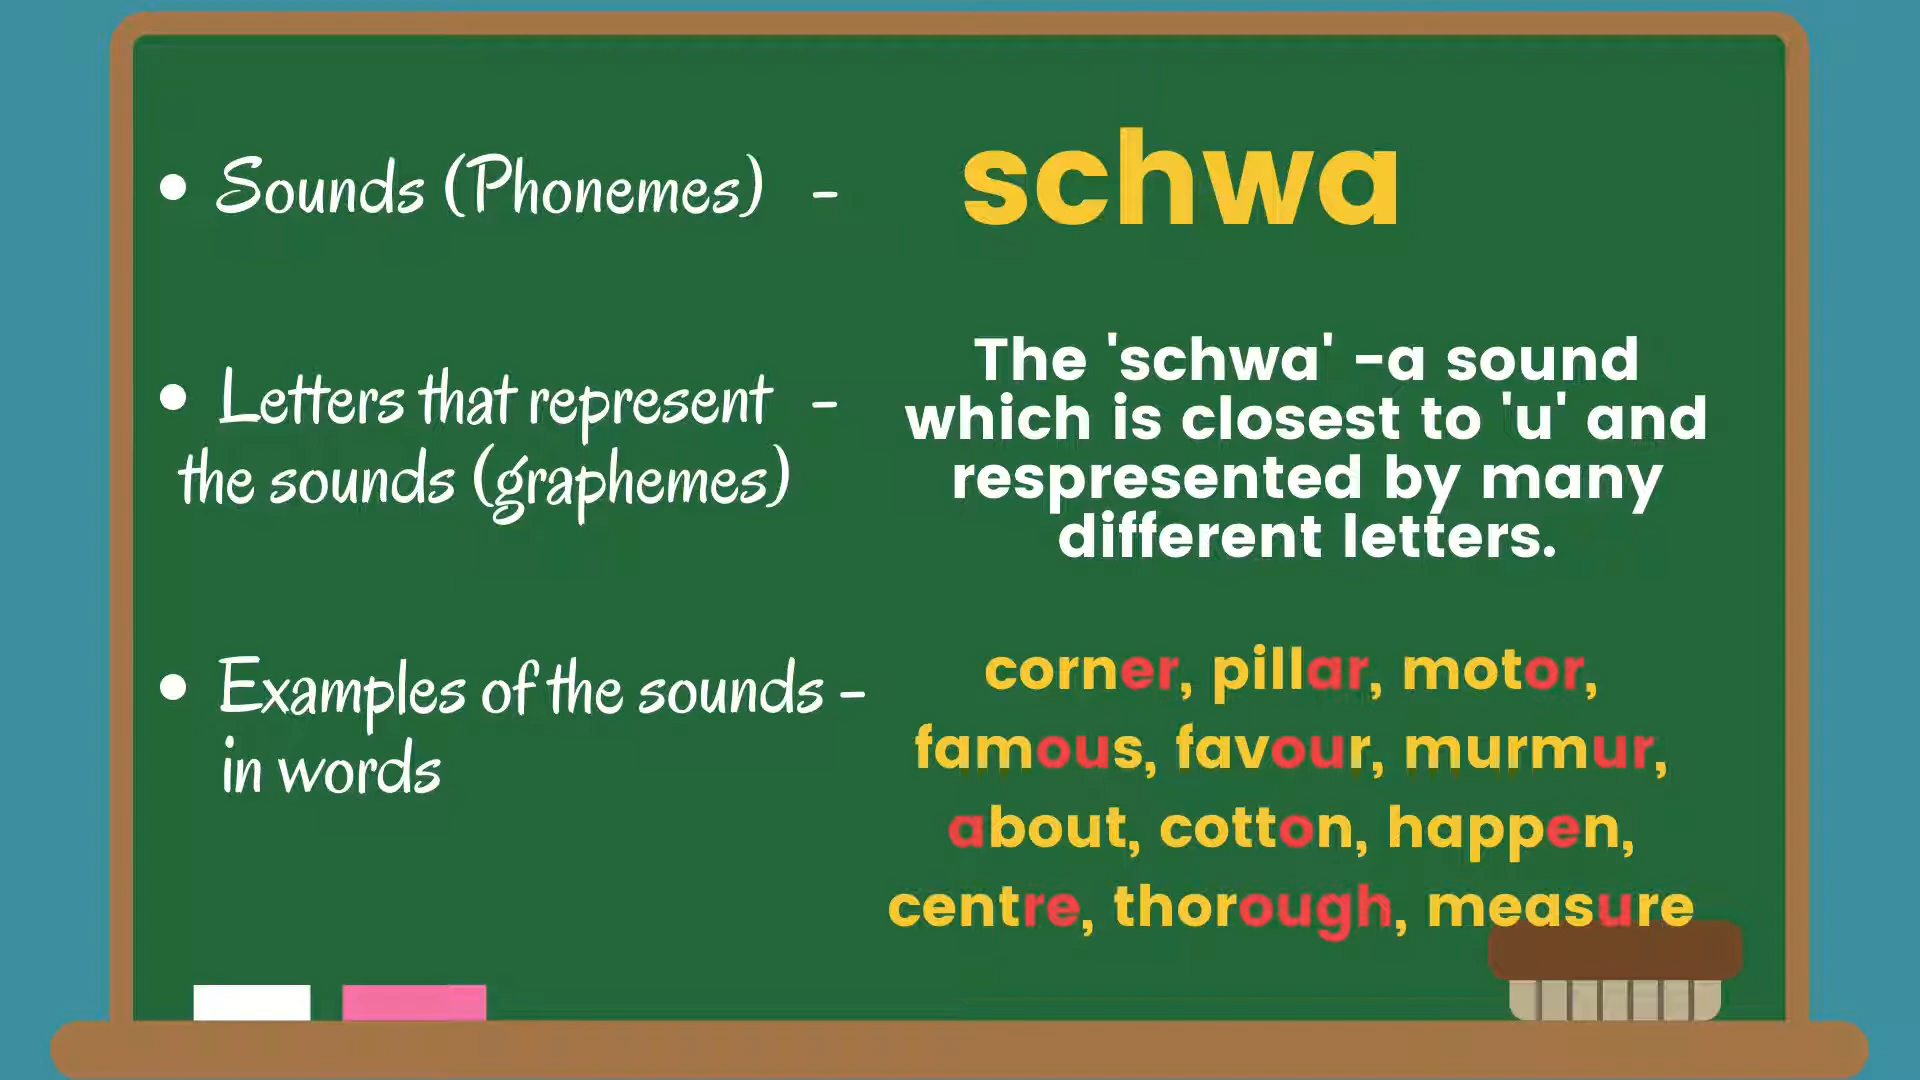 • Sounds (Phonemes) - schwa
• Letters that represent -
the sounds (graphemes)
The 'schwa' -a sound
which is closest to 'u' and
respresented by many
different letters.
• Examples of the sounds -
in words
corner, pillar, motor,
famous, favour, murmur,
about, cotton, happen,
centre, thorough, measure